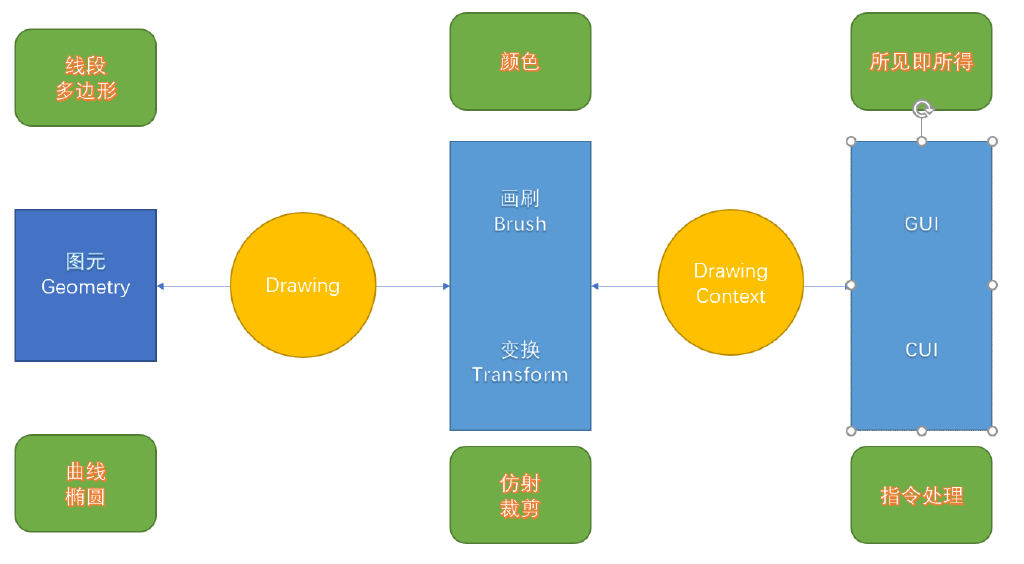 线段
多边形
颜色
所见即所得
图元
Geometry
Drawing
画刷
Brush
变换
Transform
Drawing
Context
GUI
CUI
曲线
椭圆
仿射
裁剪
指令处理